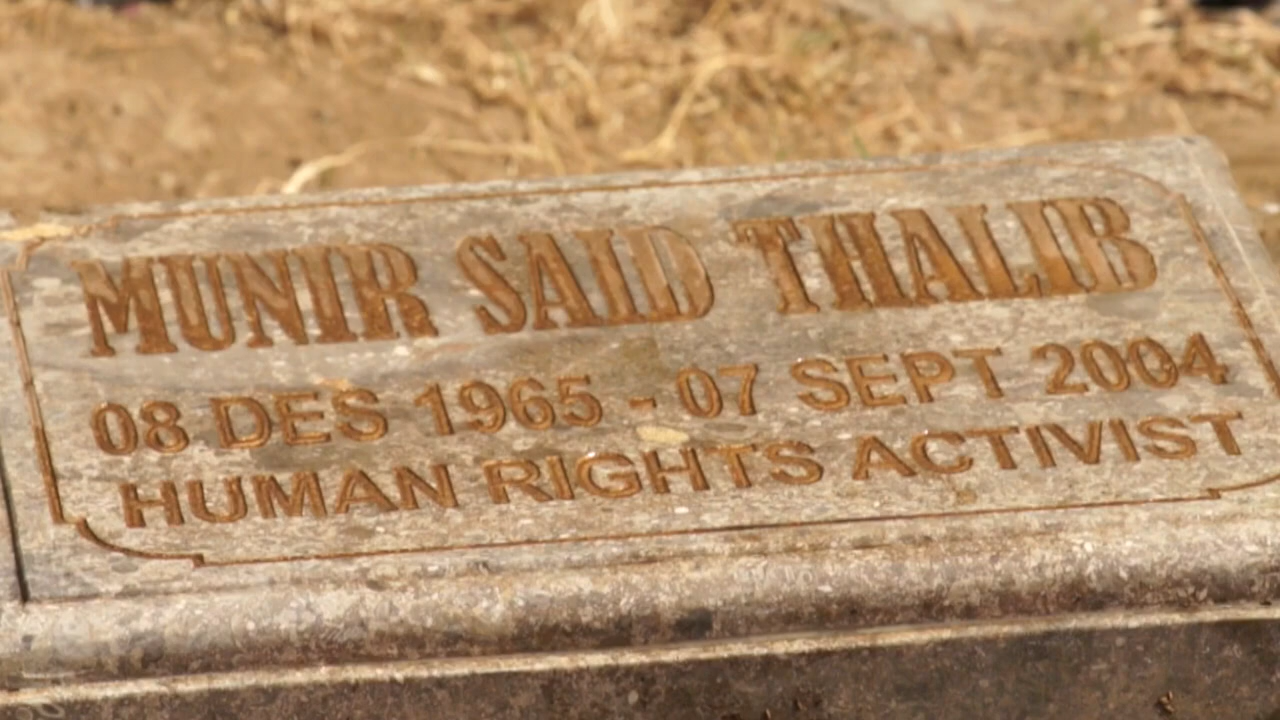 MUNIR SAID THALIB
08 DES 1965 - 07 SEPT 2004
HUMAN RIGHTS ACTIVIST